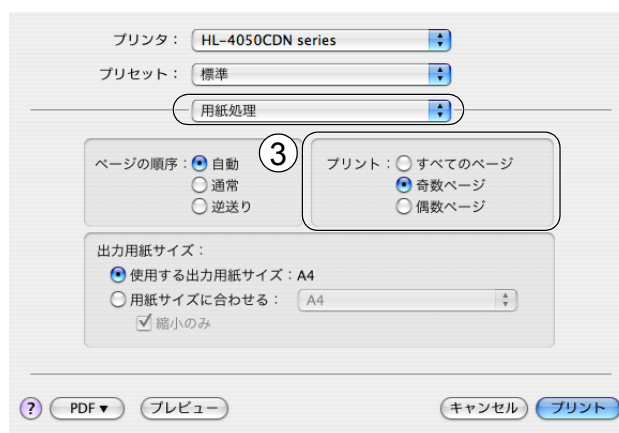 プリンタ： HL-4050CDN series
プリセット： 標準
用紙処理
ページの順序： 自動
通常
逆送り
③
プリント： すべてのページ
奇数ページ
偶数ページ
出力用紙サイズ：
使用する出力用紙サイズ：A4
用紙サイズに合わせる： A4
縮小のみ
? PDF▼ プレビュー キャンセル プリント